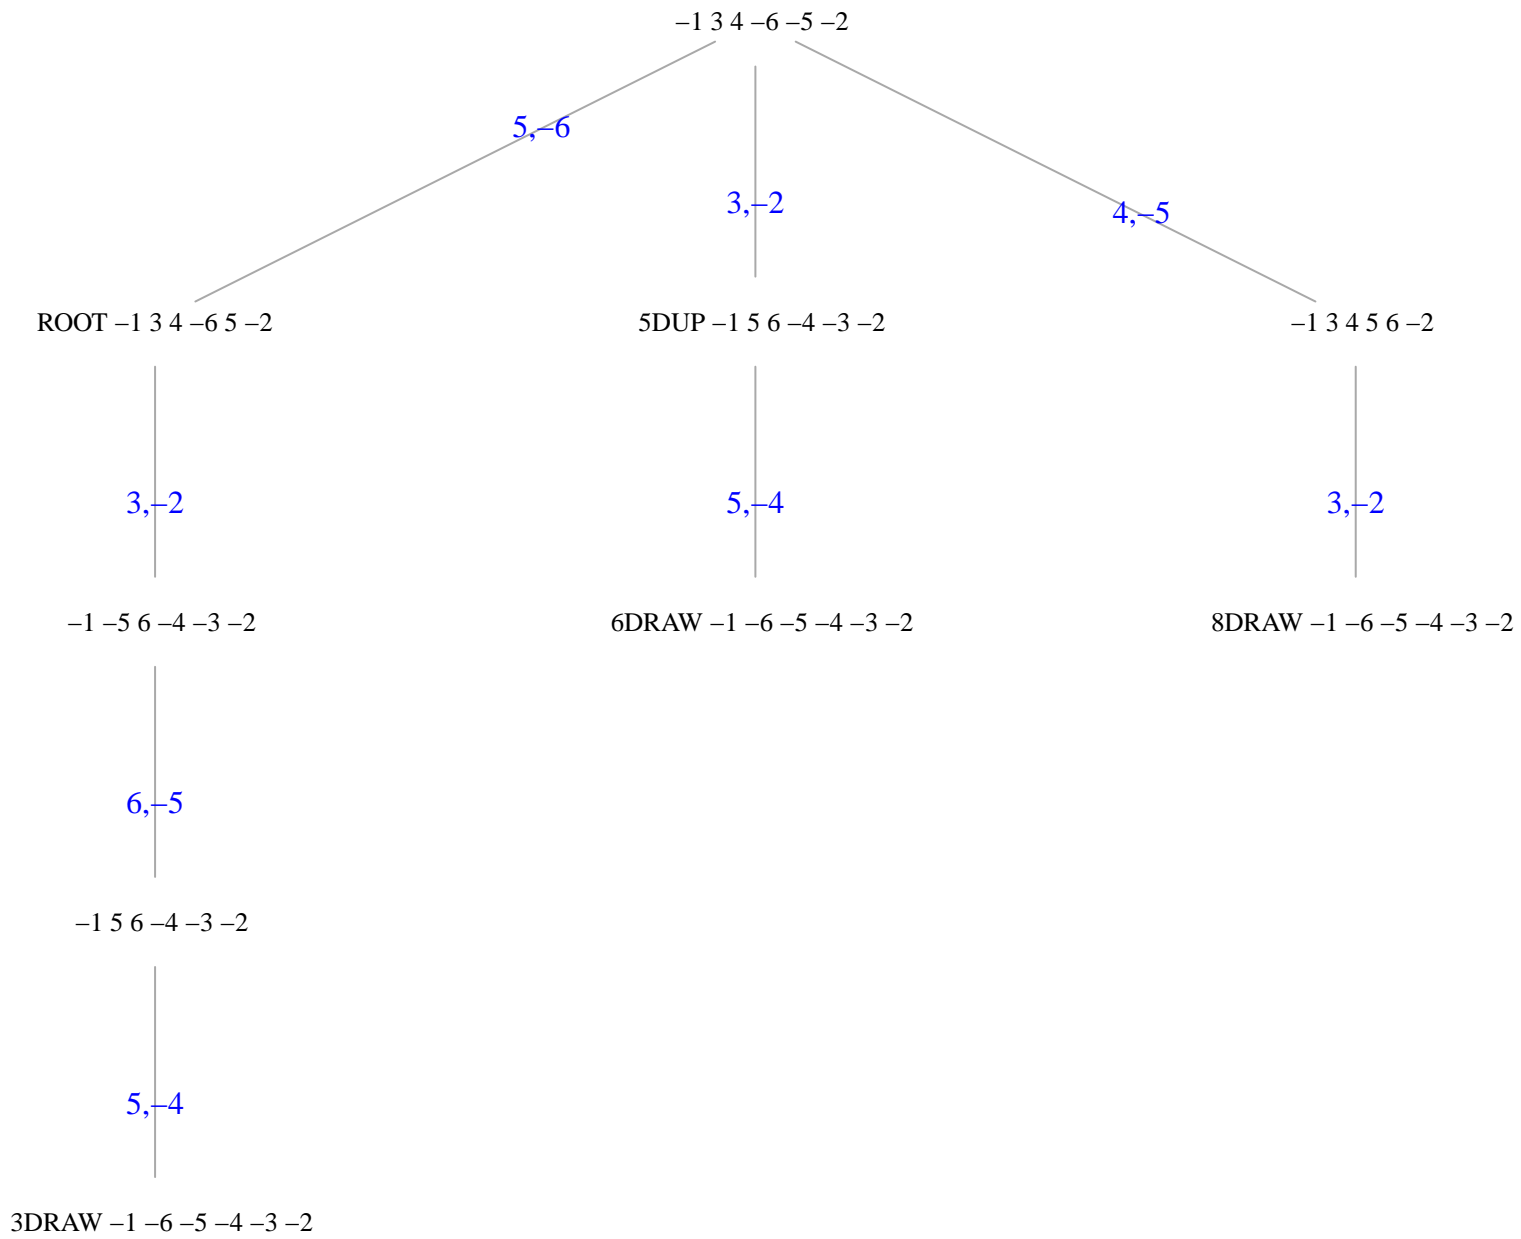 –1 3 4 –6 –5 –2
5,–6
3,–2
4,–5
ROOT –1 3 4 –6 5 –2
5DUP –1 5 6 –4 –3 –2
–1 3 4 5 6 –2
3,–2
5,–4
3,–2
–1 –5 6 –4 –3 –2
6DRAW –1 –6 –5 –4 –3 –2
8DRAW –1 –6 –5 –4 –3 –2
6,–5
–1 5 6 –4 –3 –2
5,–4
3DRAW –1 –6 –5 –4 –3 –2